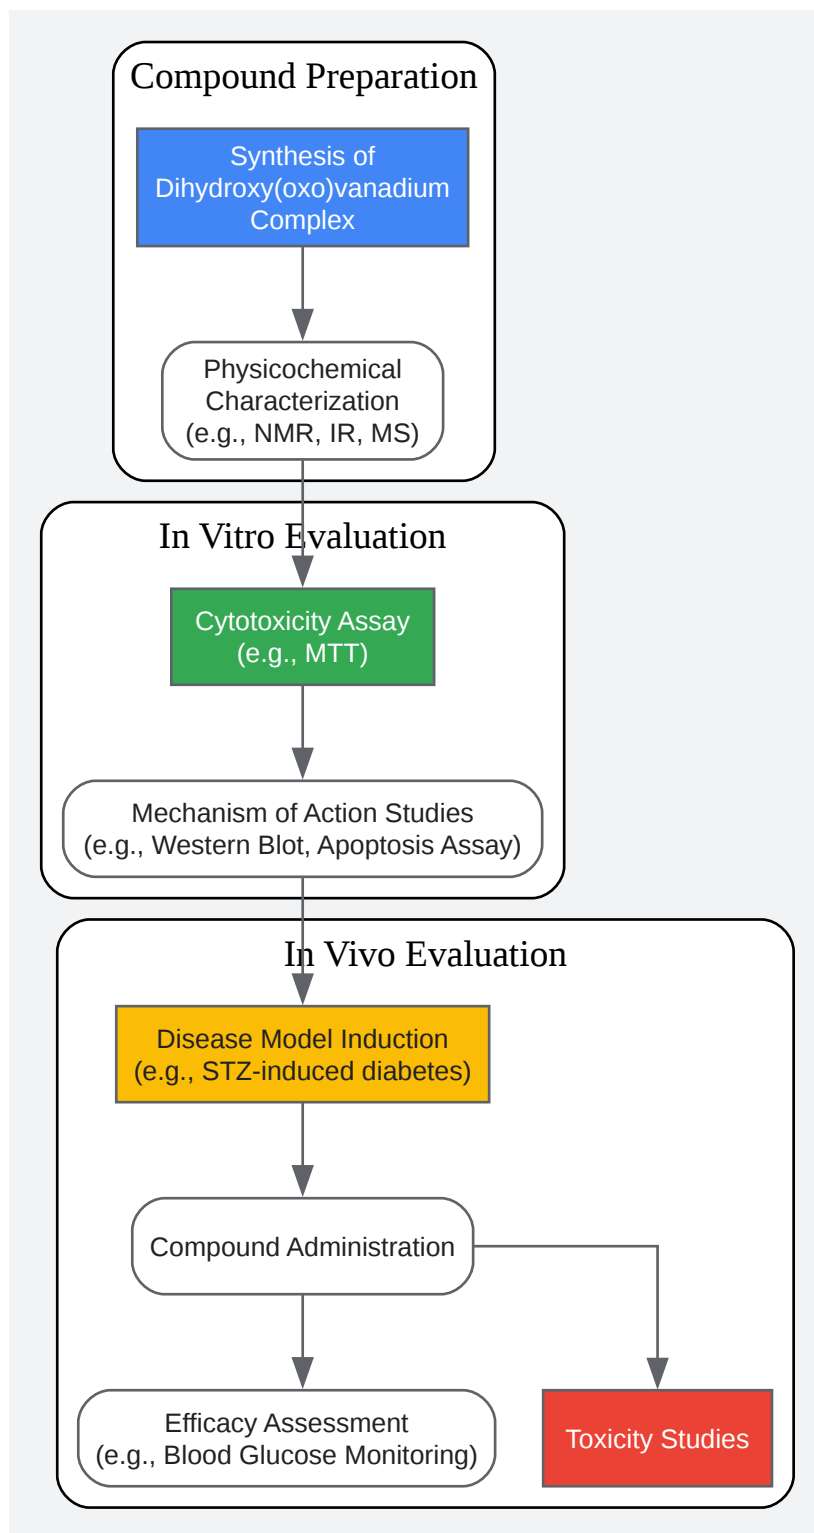 Compound Preparation
Synthesis of
Dihydroxy(oxo)vanadium
Complex
Physicochemical
Characterization
(e.g., NMR, IR, MS)
In Vitro Evaluation
Cytotoxicity Assay
(e.g., MTT)
Mechanism of Action Studies
(e.g., Western Blot, Apoptosis Assay)
In Vivo Evaluation
Disease Model Induction
(e.g., STZ-induced diabetes)
Compound Administration
Efficacy Assessment
(e.g., Blood Glucose Monitoring)
Toxicity Studies